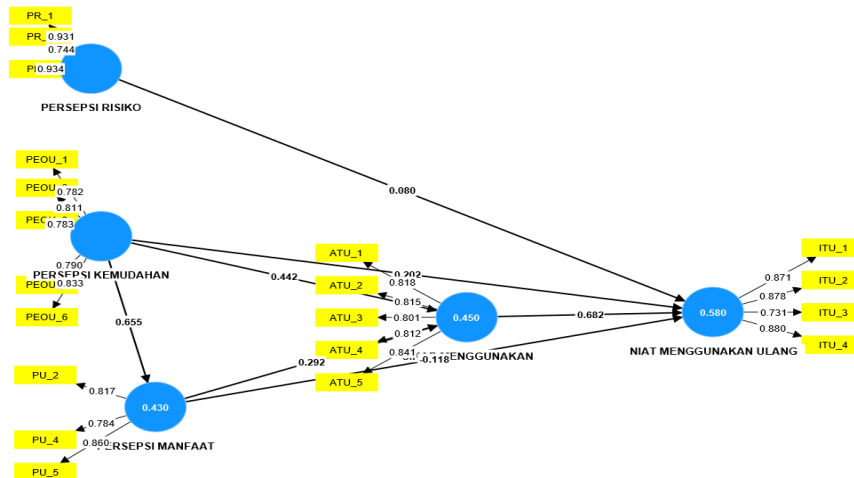 PR_1
0.931
PR_
0.744
0.934
PERSEPSI RISIKO
0.080
PEOU_1
0.782
0.811
0.783
0.790
PERSEPSI KEMUDAHAN
0.833
PEOU_6
0.442
0.202
0.655
ATU_1
0.818
ATU_2
0.815
ATU_3
0.801
0.812
ATU_4
0.841
ATU_5
0.450
MENGGUNAKAN
0.682
0.292
-0.118
0.580
NIAT MENGGUNAKAN ULANG
ITU_1
0.871
ITU_2
0.878
ITU_3
0.731
ITU_4
0.880
PU_2
0.817
0.430
PU_4
0.784
0.860
PERSEPSI MANFAAT
PU_5